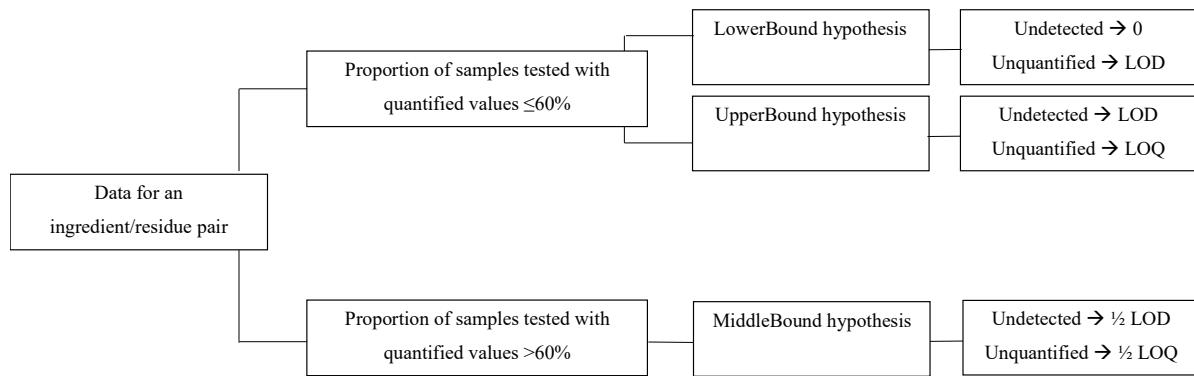 LowerBound hypothesis
Undetected → 0
Unquantified → LOD
Proportion of samples tested with
quantified values ≤60%
UpperBound hypothesis
Undetected → LOD
Unquantified → LOQ
Data for an
ingredient/residue pair
Proportion of samples tested with
quantified values >60%
MiddleBound hypothesis
Undetected → ½ LOD
Unquantified → ½ LOQ